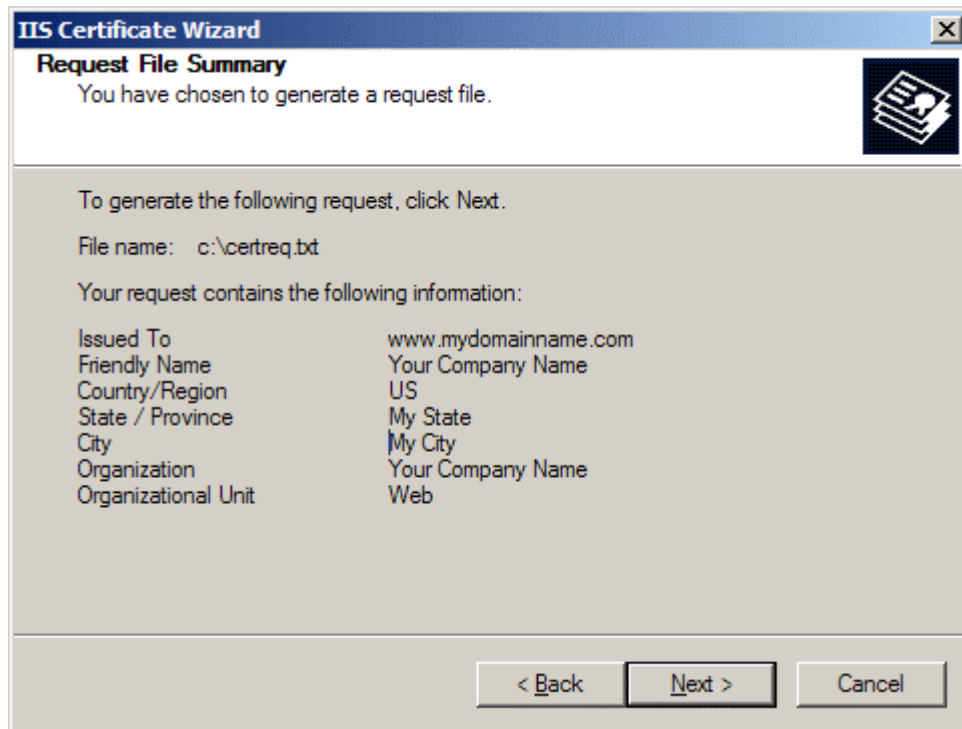 IIS Certificate Wizard
Request File Summary
You have chosen to generate a request file.
To generate the following request, click Next.
File name: c:\certreq.txt
Your request contains the following information:
Issued To www.mydomainname.com
Friendly Name Your Company Name
Country/Region US
State / Province My State
City My City
Organization Your Company Name
Organizational Unit Web
< Back Next > Cancel